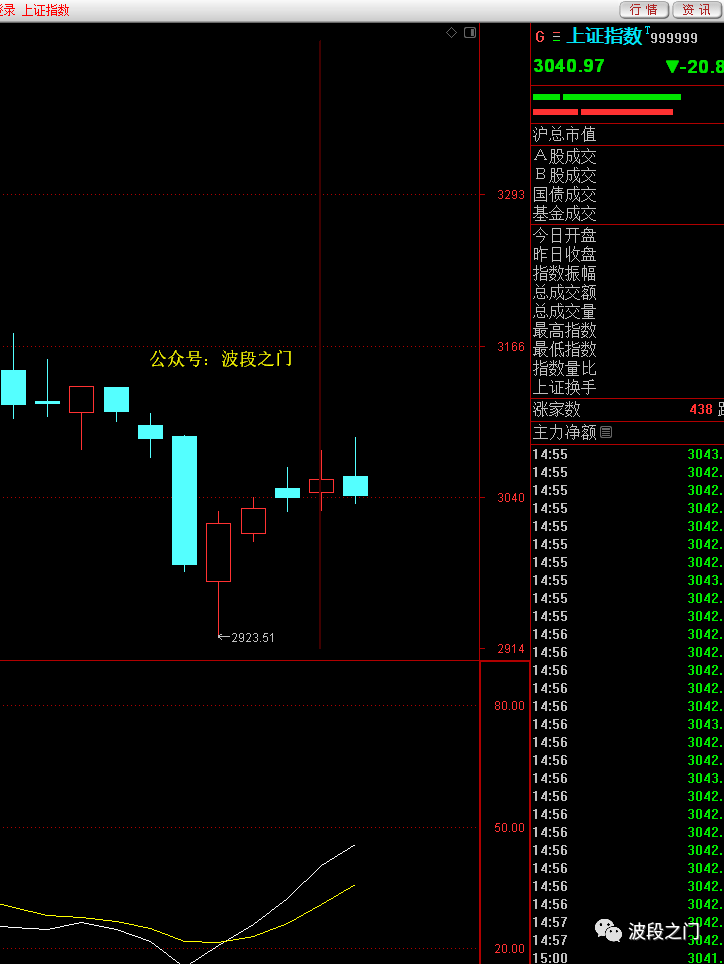 登录 上证指数
行情 资讯
G 上证指数 T999999
3040.97 ▼-20.8
沪总市值
A股成交
B股成交
国债成交
基金成交
今日开盘
昨日收盘
指数振幅
总成交额
总成交量
最高指数
最低指数
指数量比
上证换手
涨家数 438
主力净额
3293
3166
3040
2914
公众号：波段之门
←2923.51
80.00
50.00
20.00
14:55 3043.
14:55 3042.
14:55 3042.
14:55 3042.
14:55 3042.
14:55 3042.
14:55 3042.
14:55 3043.
14:55 3042.
14:55 3042.
14:56 3042.
14:56 3042.
14:56 3042.
14:56 3042.
14:56 3042.
14:56 3043.
14:56 3042.
14:56 3042.
14:56 3042.
14:56 3042.
14:56 3042.
14:56 3042.
14:56 3042.
14:56 3042.
14:56 3042.
14:56 3042.
14:57 3042.
14:57 3042.
15:00 3041.
波段之门